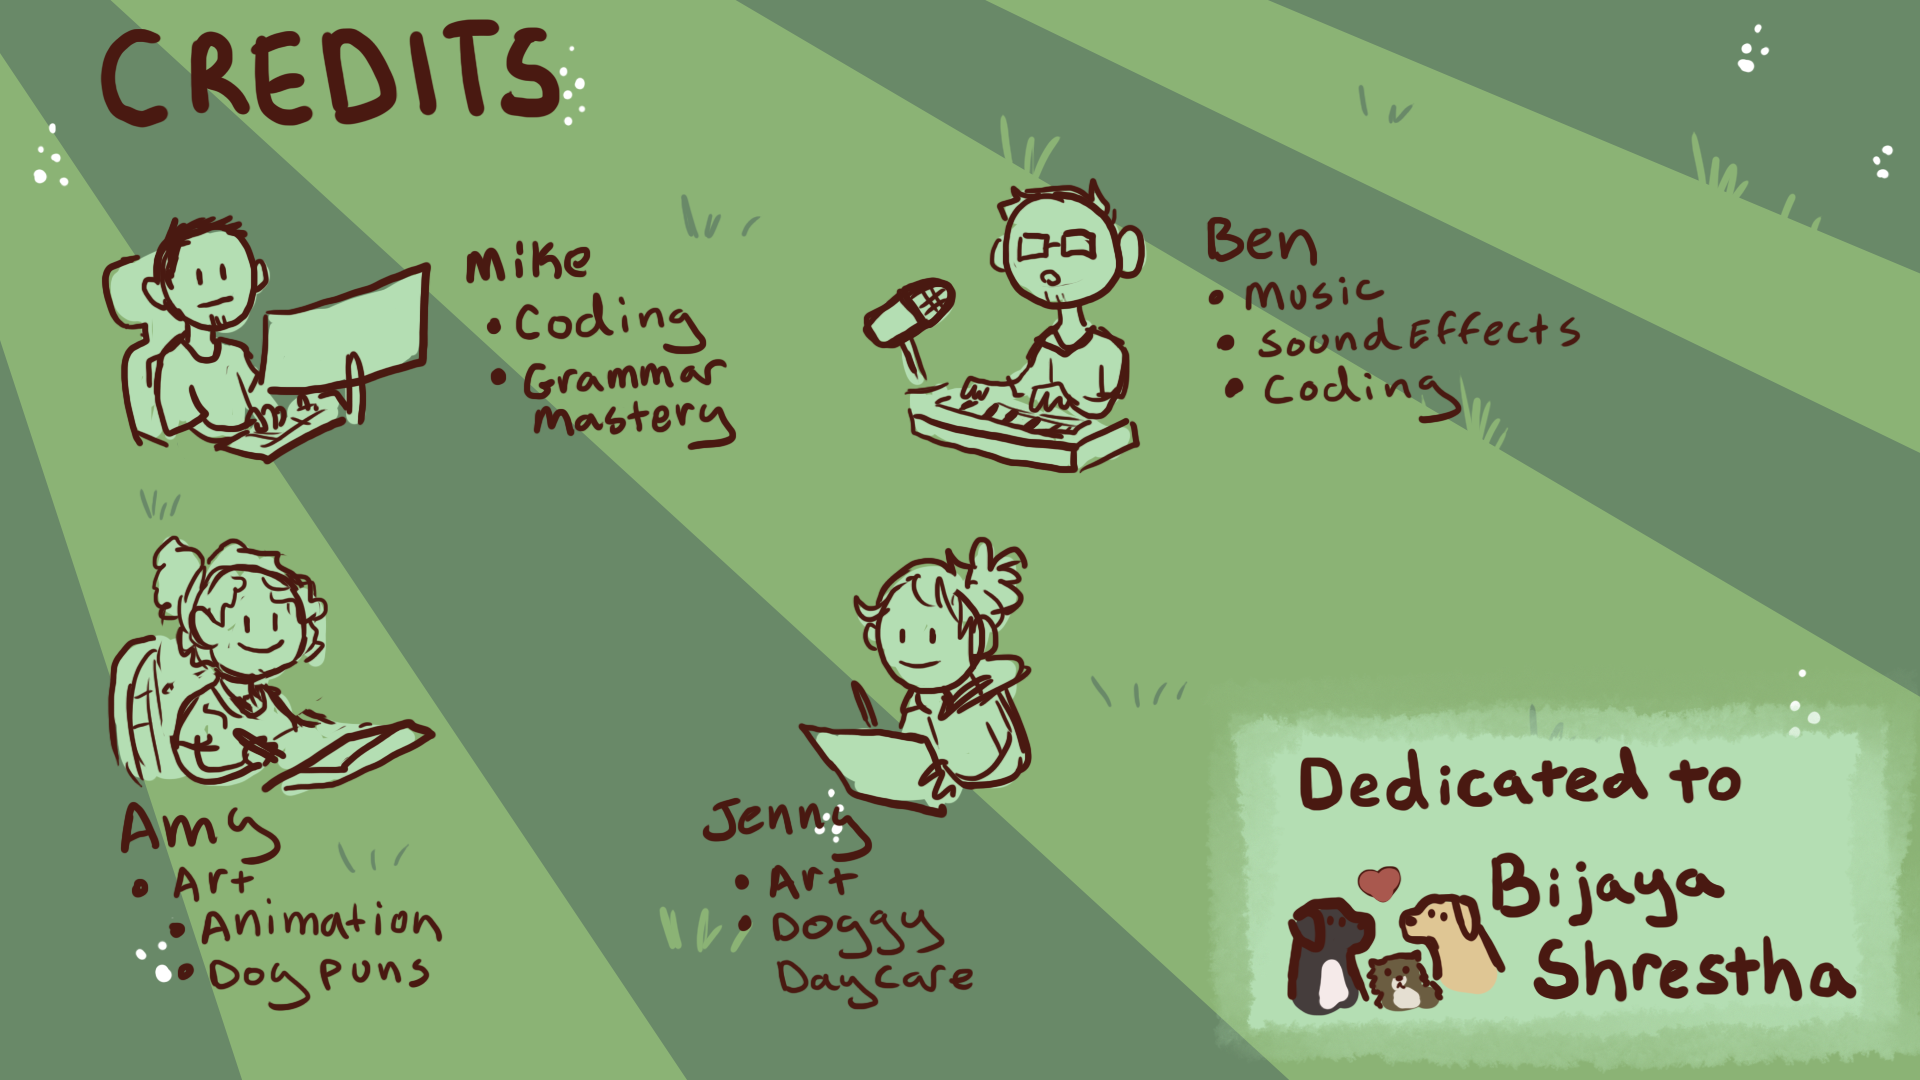 CREDITS
Mike
• Coding
• Grammar
Mastery
Ben
• Music
• Sound Effects
• Coding
Amy
• Art
• Animation
• Dog puns
Jenny
• Art
• Doggy
Daycare
Dedicated to
Bijaya
Shrestha